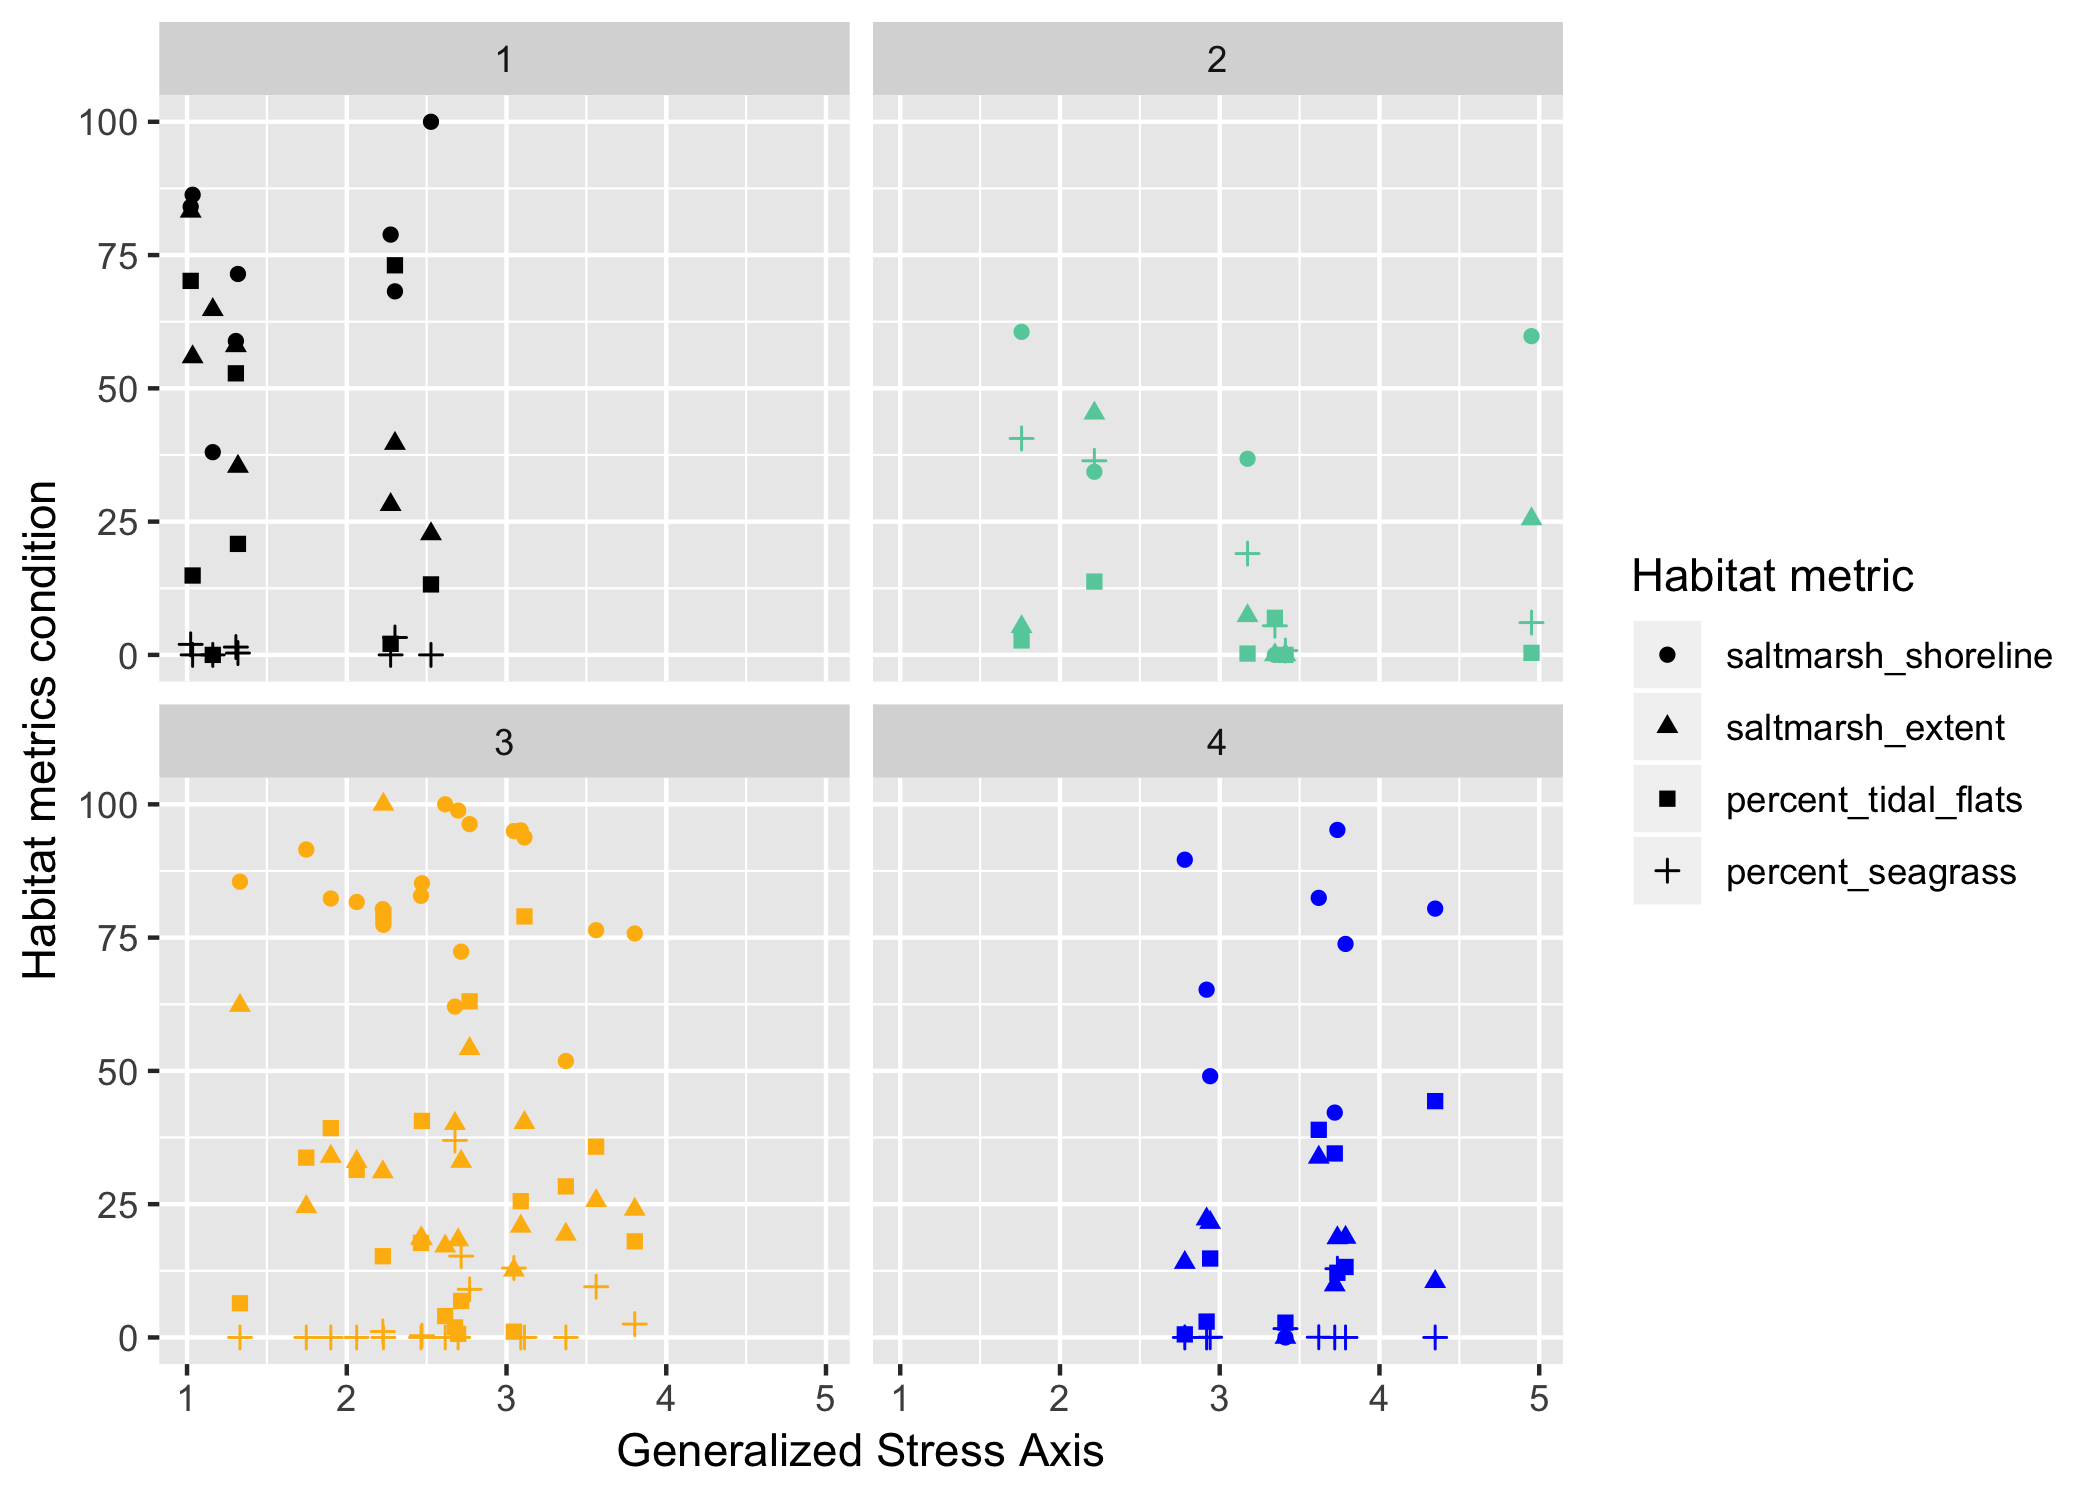 1
2
100
75
50
25
0
3
4
100
75
50
25
0
1 2 3 4 5
1 2 3 4 5
Generalized Stress Axis
Habitat metrics condition
Habitat metric
saltmarsh_shoreline
saltmarsh_extent
percent_tidal_flats
percent_seagrass